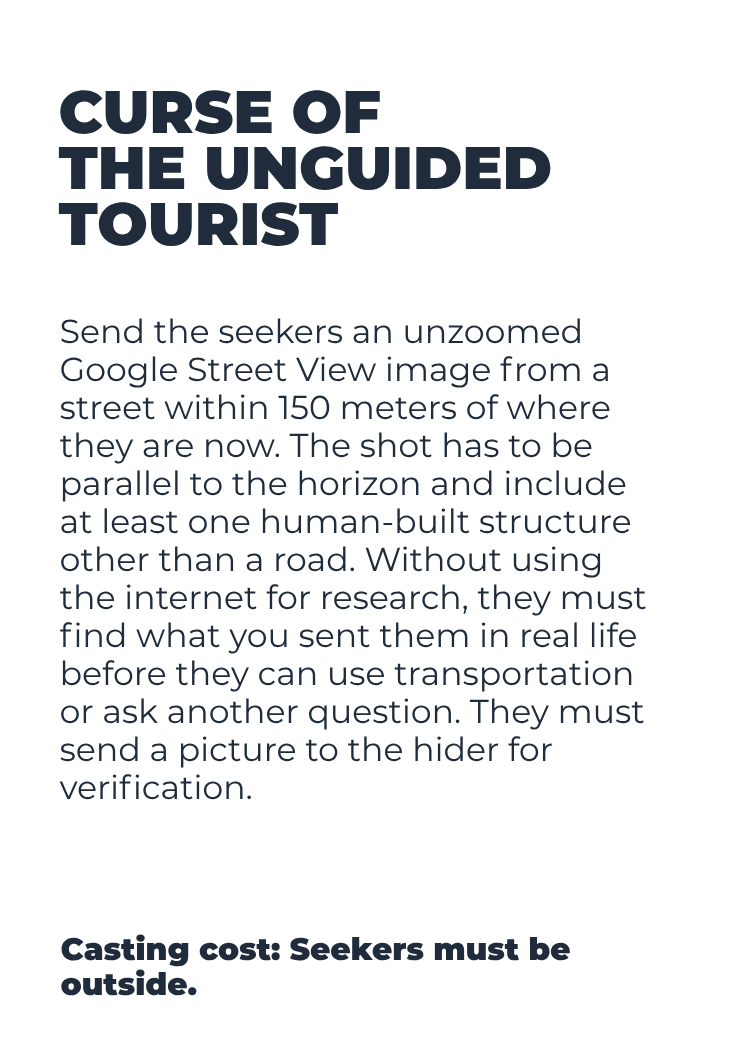 CURSE OF
THE UNGUIDED
TOURIST
Send the seekers an unzoomed
Google Street View image from a
street within 150 meters of where
they are now. The shot has to be
parallel to the horizon and include
at least one human-built structure
other than a road. Without using
the internet for research, they must
find what you sent them in real life
before they can use transportation
or ask another question. They must
send a picture to the hider for
verification.
Casting cost: Seekers must be
outside.